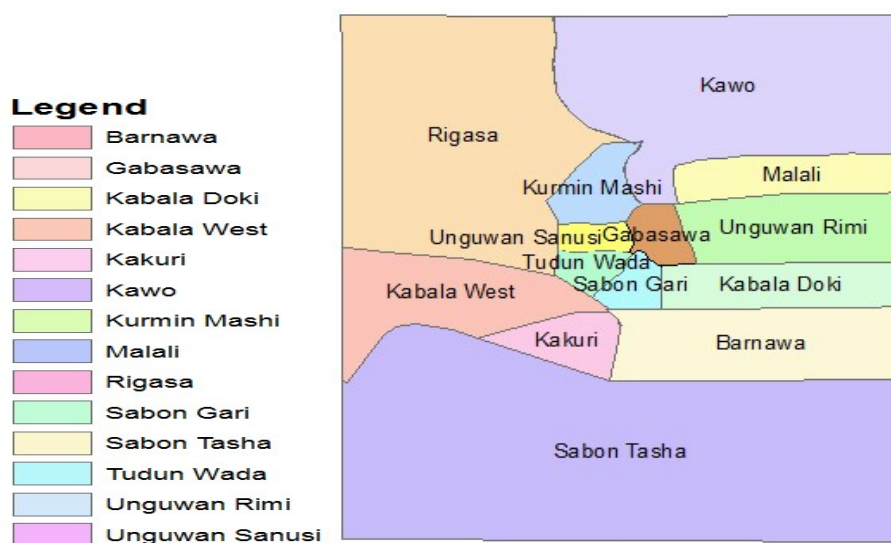 Legend
Barnawa
Gabasawa
Kabala Doki
Kabala West
Kakuri
Kawo
Kurmin Mashi
Malali
Rigasa
Sabon Gari
Sabon Tasha
Tudun Wada
Unguwan Rimi
Unguwan Sanusi
Kawo
Rigasa
Malali
Kurmin Mashi
Unguwan Rimi
Unguwan Sanusi
Gabasawa
Tudun Wada
Sabon Gari
Kabala Doki
Kabala West
Kakuri
Barnawa
Sabon Tasha